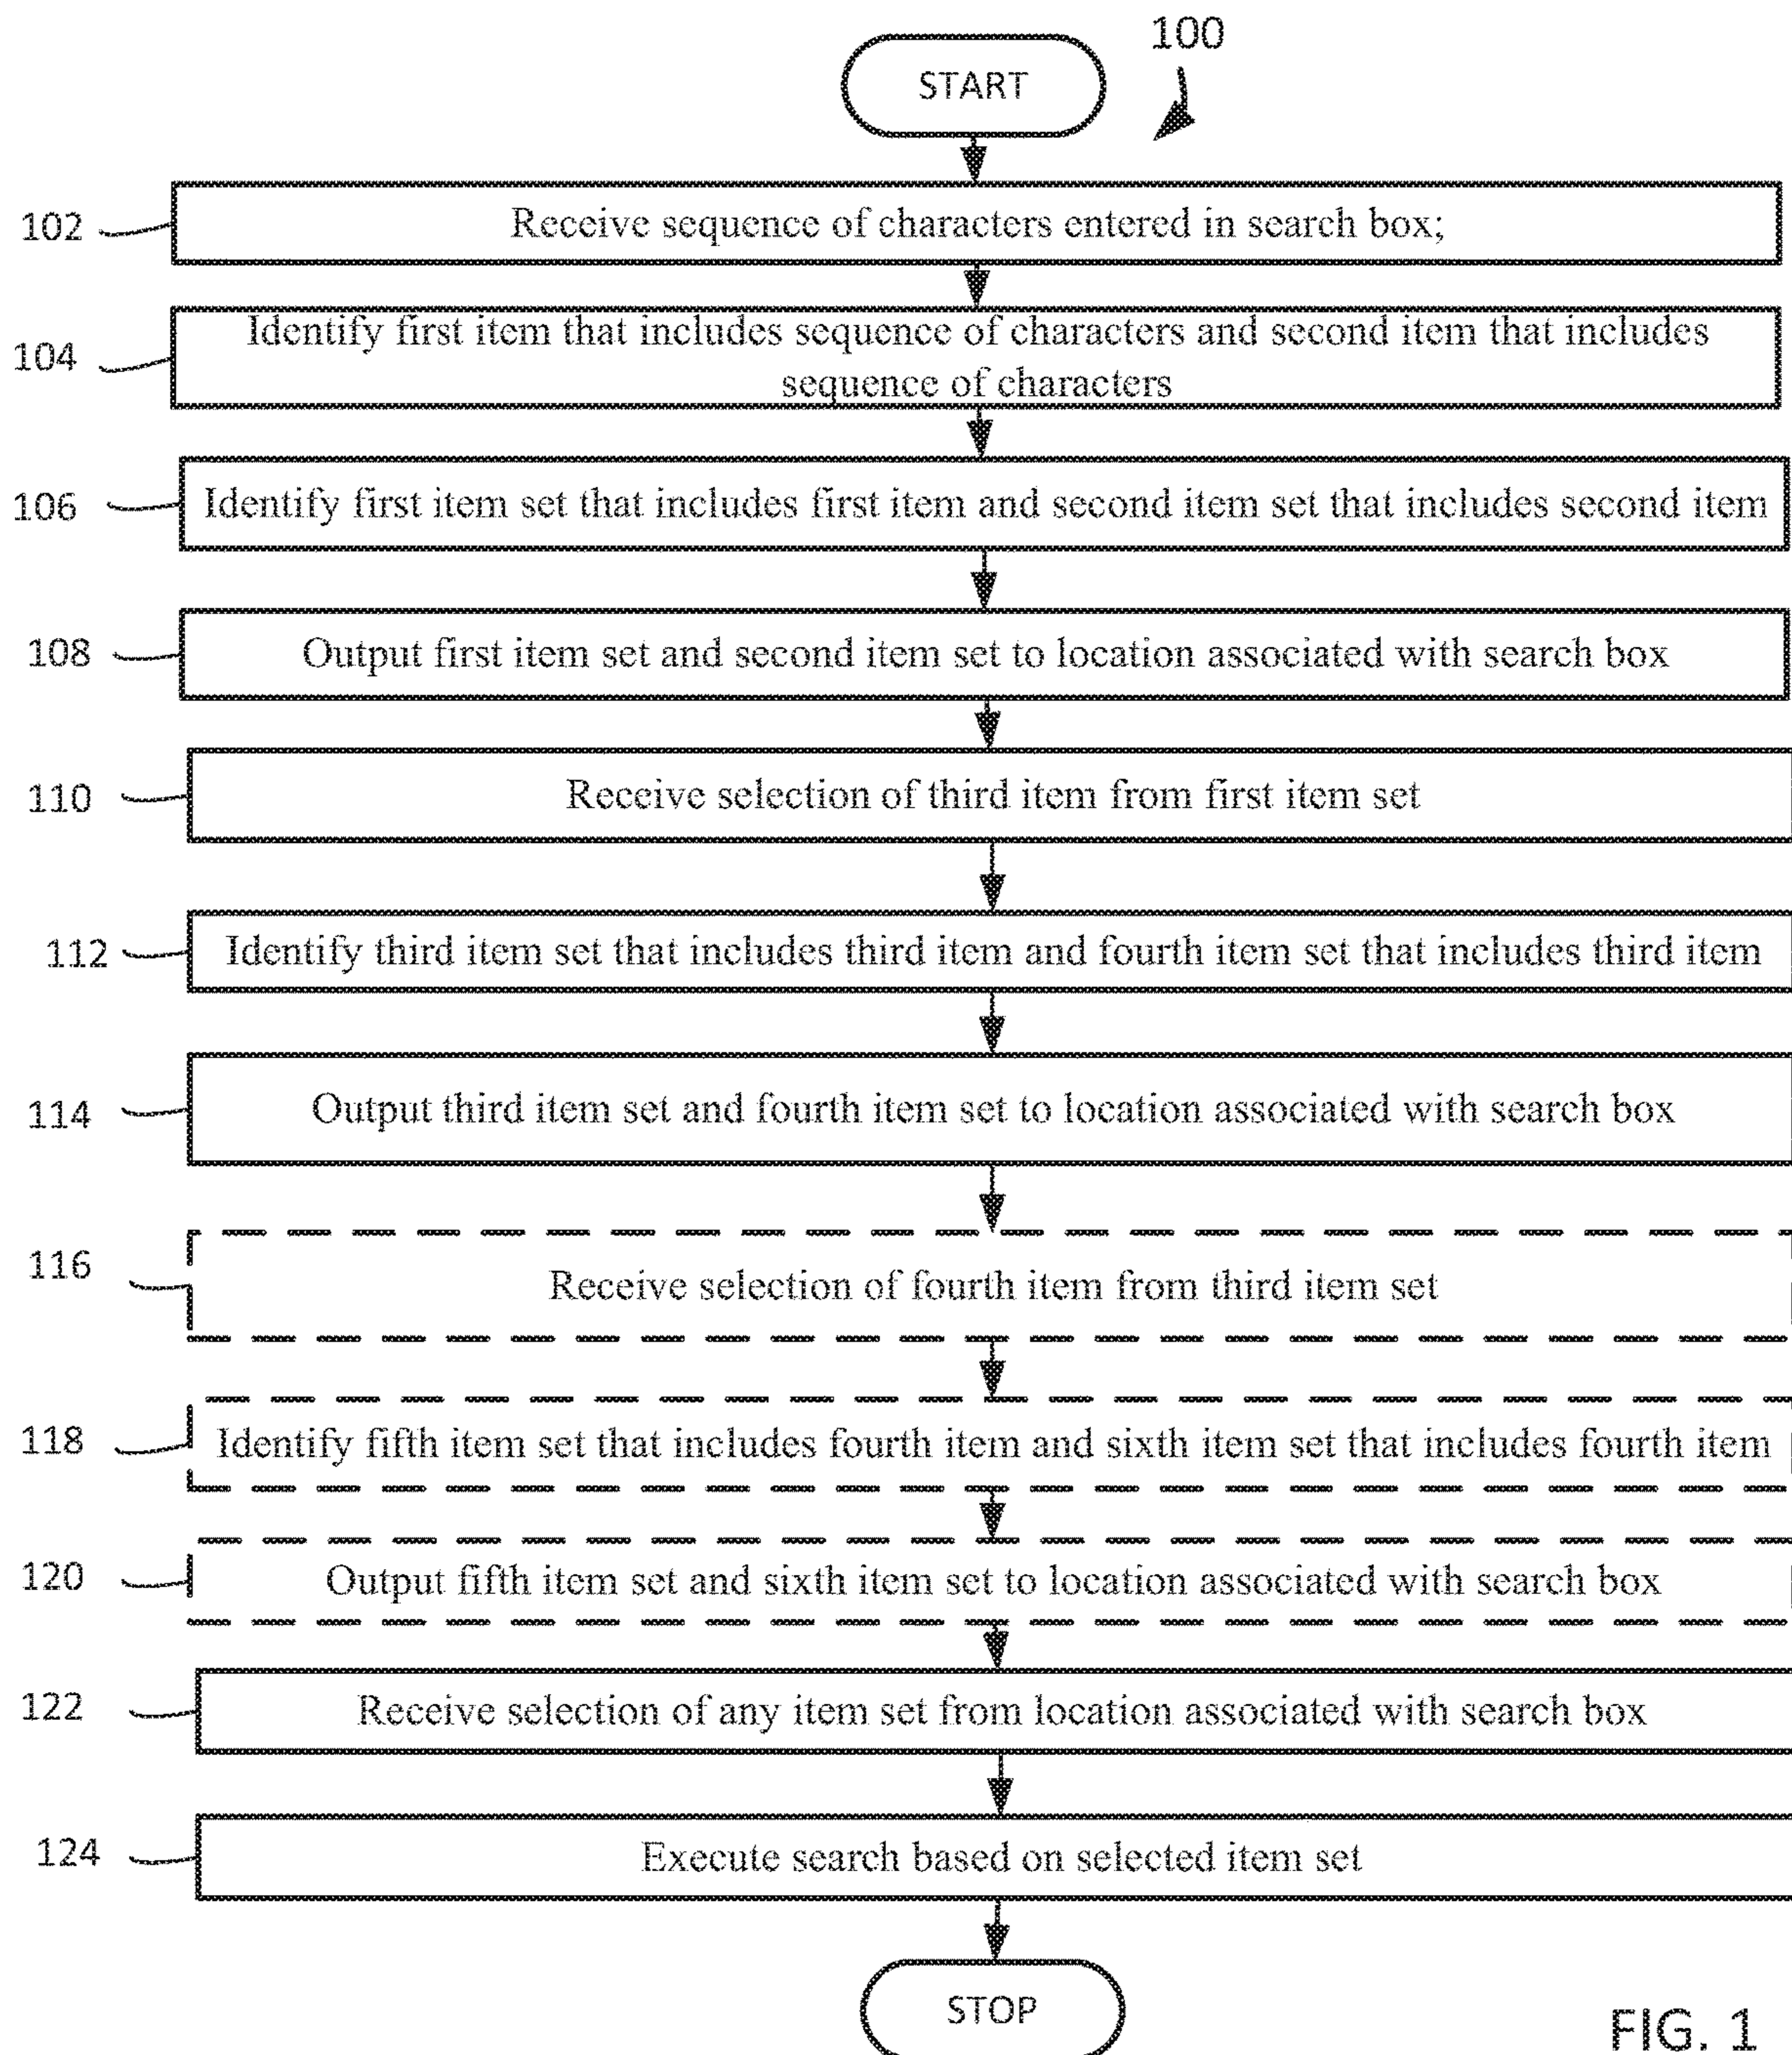 100
START
102
Receive sequence of characters entered in search box;
104
Identify first item that includes sequence of characters and second item that includes
sequence of characters
106
Identify first item set that includes first item and second item set that includes second item
108
Output first item set and second item set to location associated with search box
110
Receive selection of third item from first item set
112
Identify third item set that includes third item and fourth item set that includes third item
114
Output third item set and fourth item set to location associated with search box
116
Receive selection of fourth item from third item set
118
Identify fifth item set that includes fourth item and sixth item set that includes fourth item
120
Output fifth item set and sixth item set to location associated with search box
122
Receive selection of any item set from location associated with search box
124
Execute search based on selected item set
STOP
FIG. 1